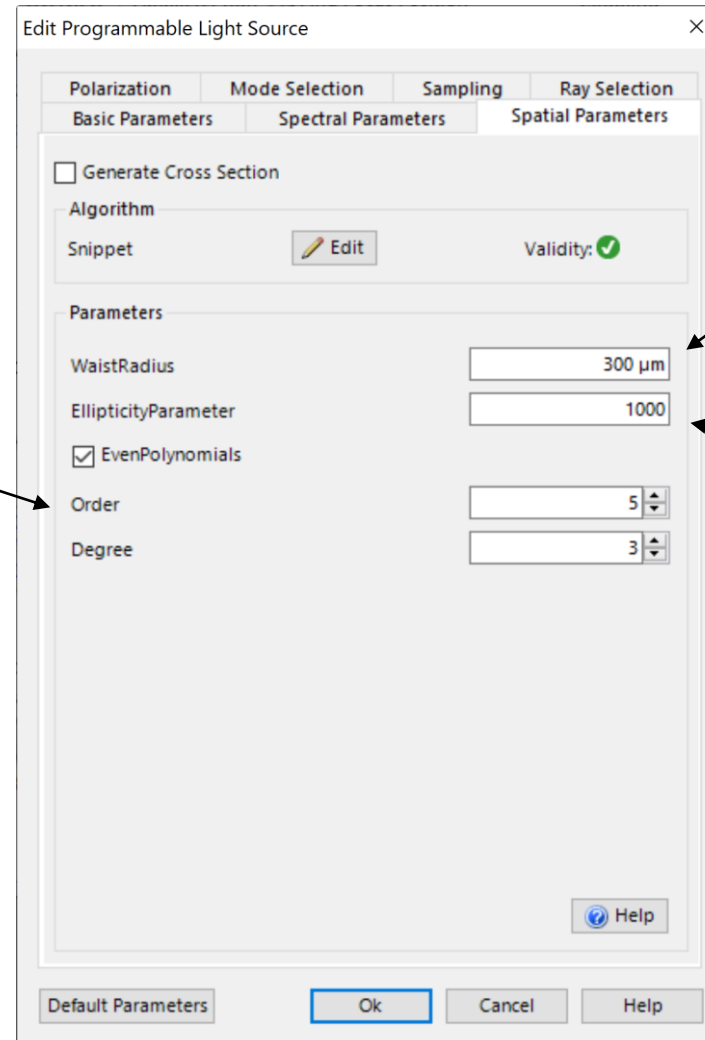 Edit Programmable Light Source
Polarization Mode Selection Sampling Ray Selection
Basic Parameters Spectral Parameters Spatial Parameters
Generate Cross Section
Algorithm
Snippet Edit Validity:
Parameters
WaistRadius 300 µm
EllipticityParameter 1000
EvenPolynomials
Order 5
Degree 3
Help
Default Parameters Ok Cancel Help